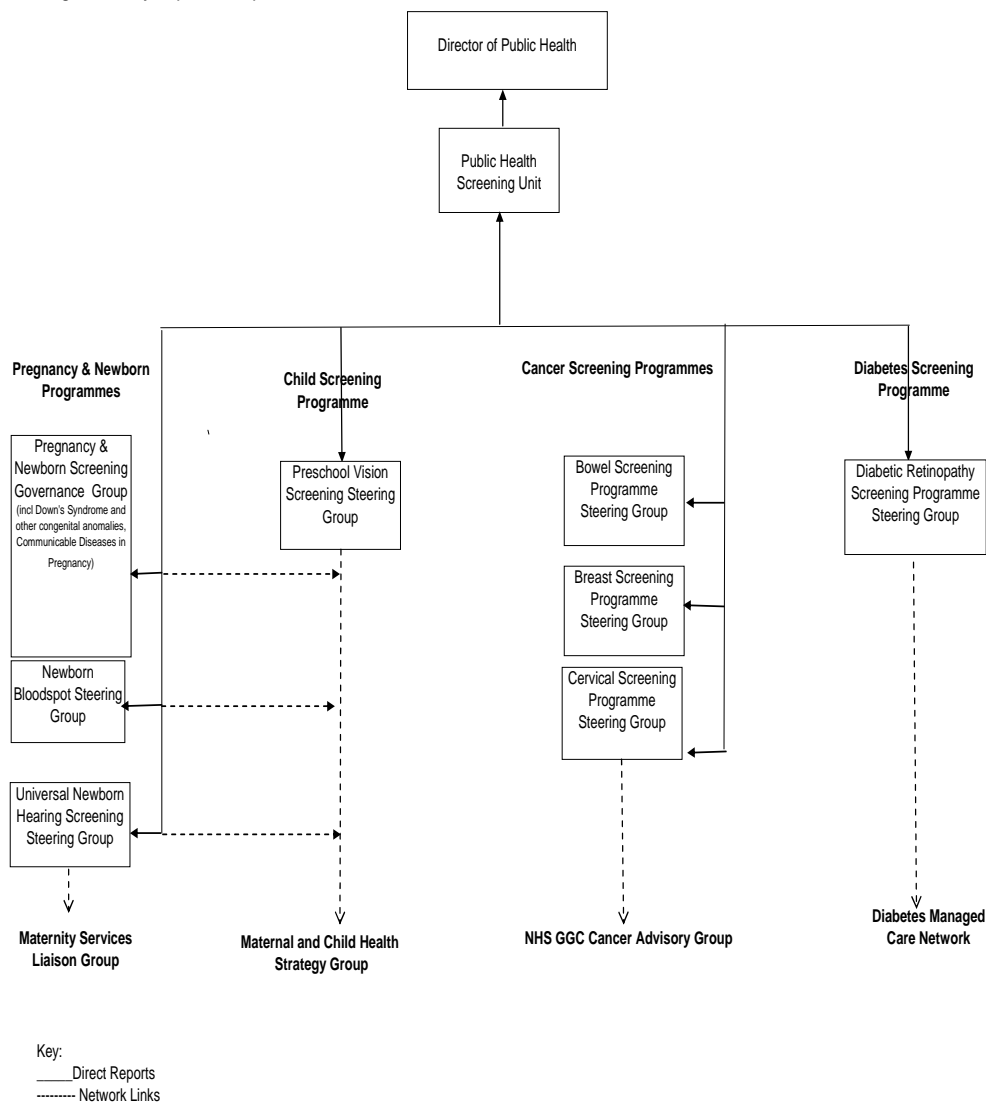 Director of Public Health
Public Health
Screening Unit
Pregnancy & Newborn
Programmes
Child Screening
Programme
Cancer Screening Programmes
Diabetes Screening
Programme
Pregnancy &
Newborn Screening
Governance Group
(incl Down's Syndrome and
other congenital anomalies,
Communicable Diseases in
Pregnancy)
Preschool Vision
Screening Steering
Group
Bowel Screening
Programme
Steering Group
Diabetic Retinopathy
Screening Programme
Steering Group
Breast Screening
Programme
Steering Group
Newborn
Bloodspot Steering
Group
Cervical Screening
Programme
Steering Group
Universal Newborn
Hearing Screening
Steering Group
Maternity Services
Liaison Group
Maternal and Child Health
Strategy Group
NHS GGC Cancer Advisory Group
Diabetes Managed
Care Network
Key:
_____Direct Reports
--------- Network Links